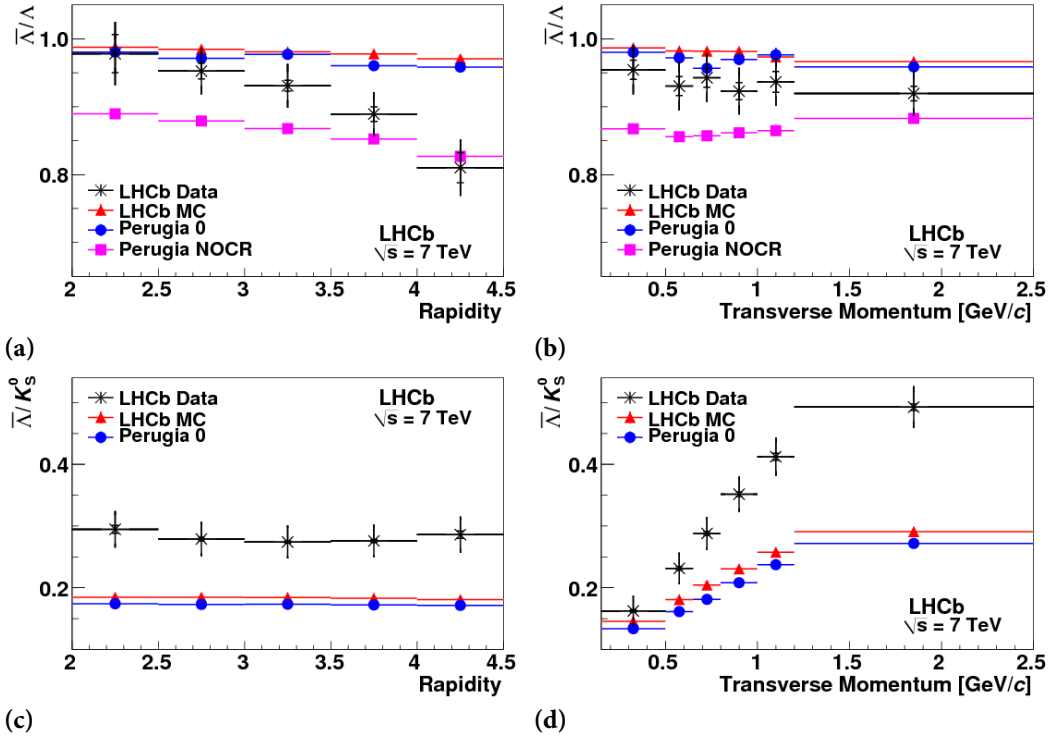 Λ̅/Λ
1.0
0.8
LHCb Data
LHCb MC
Perugia 0
Perugia NOCR
LHCb
√s = 7 TeV
2 2.5 3 3.5 4 4.5
Rapidity
(a)
Λ̅/Λ
1.0
0.8
LHCb Data
LHCb MC
Perugia 0
Perugia NOCR
LHCb
√s = 7 TeV
0.5 1 1.5 2 2.5
Transverse Momentum [GeV/c]
(b)
Λ̅/K⁰S
0.4
0.2
LHCb Data
LHCb MC
Perugia 0
LHCb
√s = 7 TeV
2 2.5 3 3.5 4 4.5
Rapidity
(c)
Λ̅/K⁰S
0.4
0.2
LHCb Data
LHCb MC
Perugia 0
LHCb
√s = 7 TeV
0.5 1 1.5 2 2.5
Transverse Momentum [GeV/c]
(d)